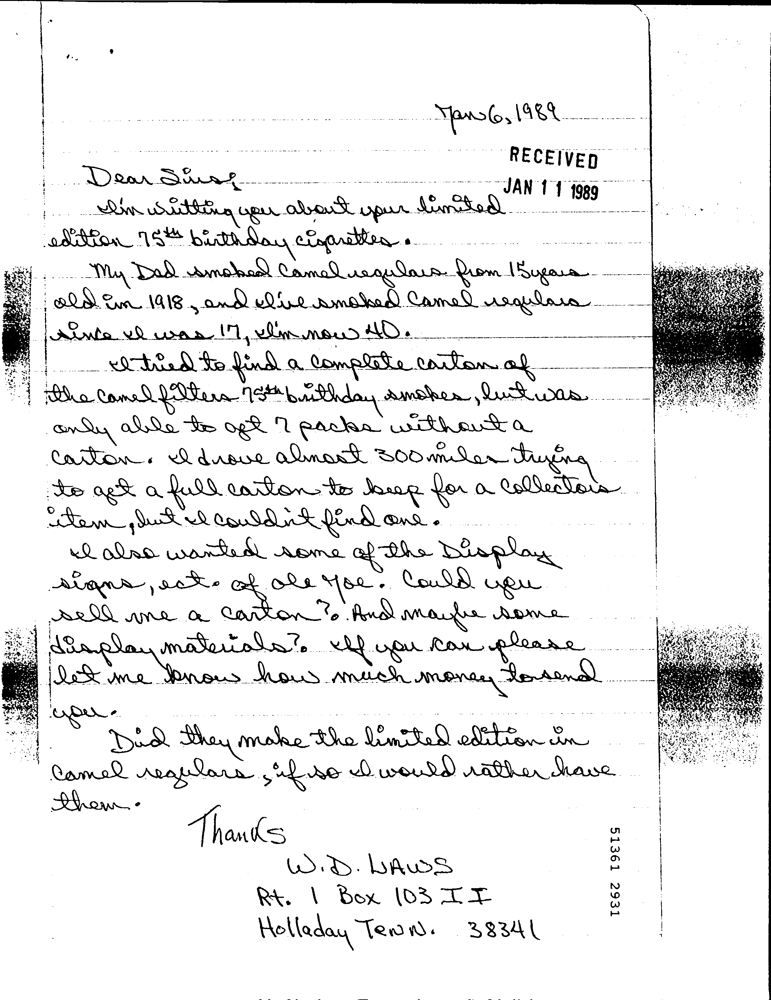 Jan 6, 1989
RECEIVED
JAN 11 1989
Dear Sirs;
I'm writting you about your limited
edition 75th birthday cigarettes.
My Dad smoked Camel regulars from 15 years
old in 1918, and I've smoked Camel regulars
since I was 17, I'm now 40.
I tried to find a complete carton of
the camel filters 75th birthday smokes, but was
only able to get 7 packs without a
carton. I drove almost 300 miles trying
to get a full carton to keep for a collectors
item, but I couldn't find one.
I also wanted some of the Display
signs, ect. of ole Joe. Could you
sell me a carton?. And maybe some
display materials?. If you can please
let me know how much money to send
you.
Did they make the limited edition in
Camel regulars, if so I would rather have
them.
Thanks
W.D. LAWS
Rt. 1 Box 103 II
Holladay Tenn. 38341
51361 2931